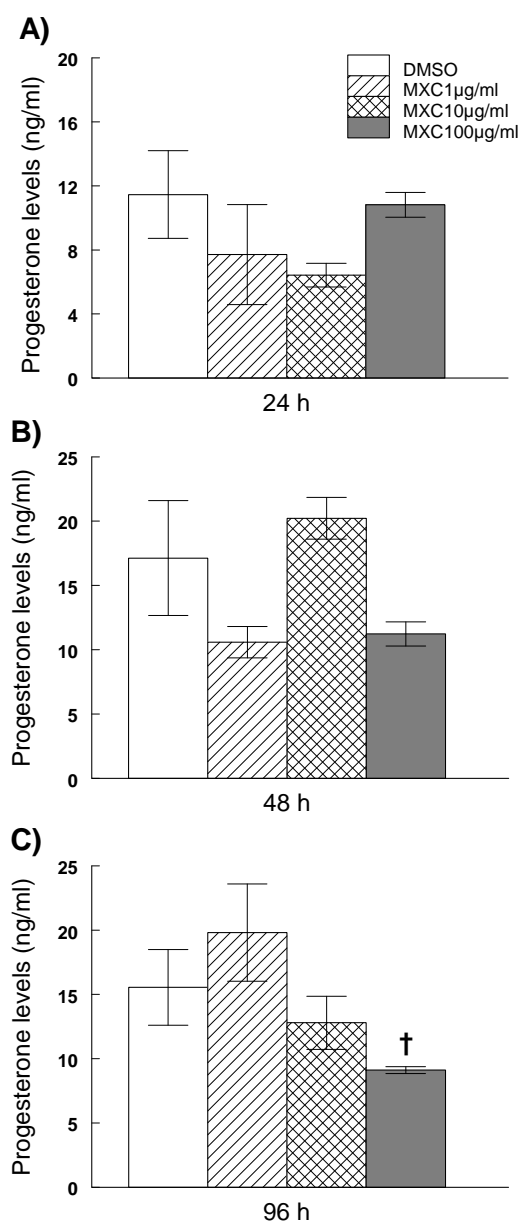 A)
Progesterone levels (ng/ml)
20
16
12
8
4
0
DMSO
MXC1µg/ml
MXC10µg/ml
MXC100µg/ml
24 h
B)
Progesterone levels (ng/ml)
25
20
15
10
5
0
48 h
C)
Progesterone levels (ng/ml)
25
20
15
10
5
0
†
96 h